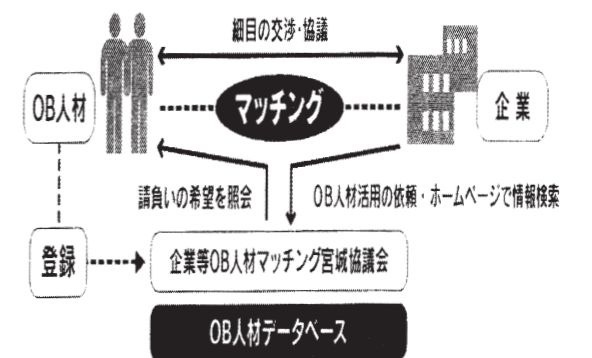 細目の交渉・協議
OB人材
マッチング
企業
請負いの希望を照会
OB人材活用の依頼・ホームページで情報検索
登録
企業等OB人材マッチング宮城協議会
OB人材データベース